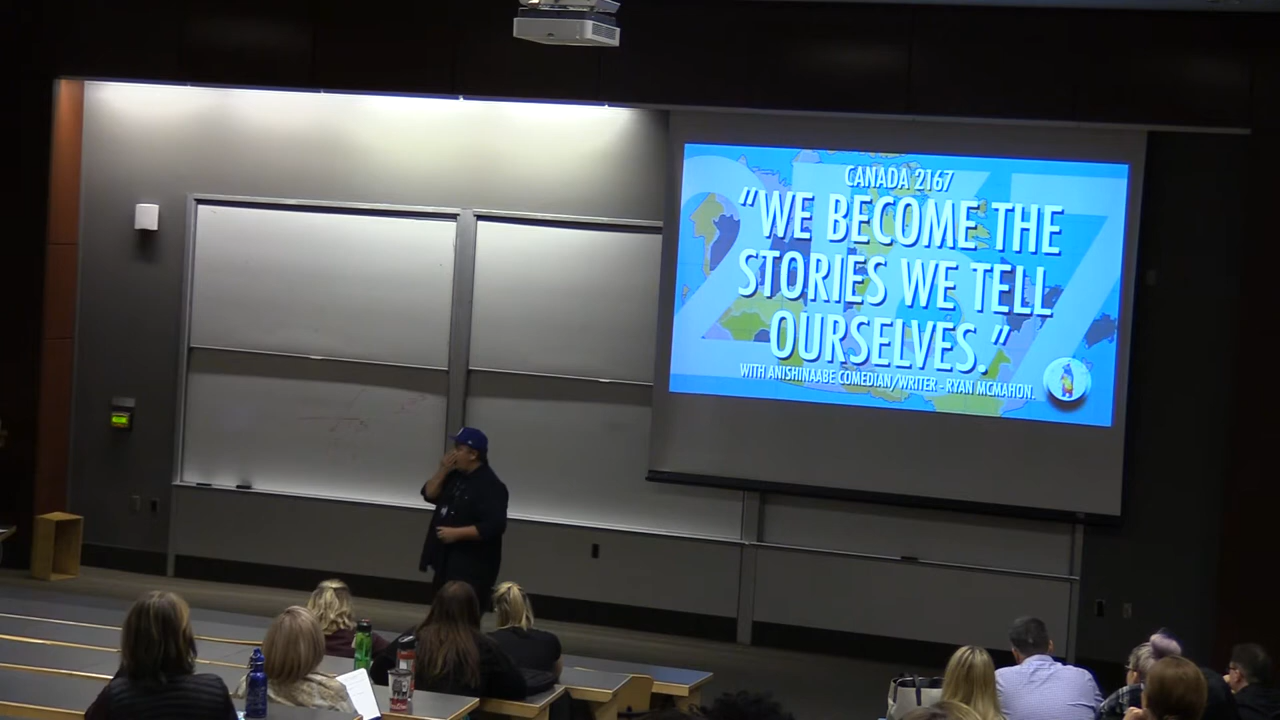 CANADA 2167
“WE BECOME THE
STORIES WE TELL
OURSELVES.”
WITH ANISHINAABE COMEDIAN/WRITER - RYAN MCMAHON.